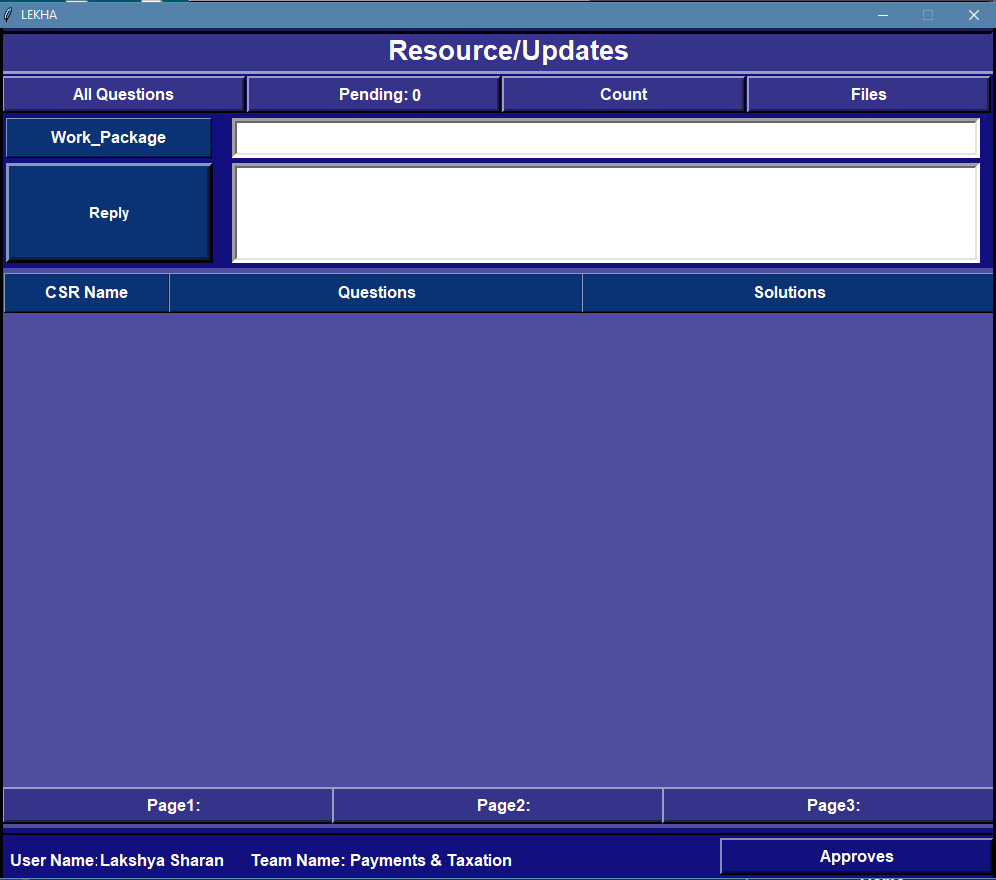 LEKHA
Resource/Updates
All Questions Pending: 0 Count Files
Work_Package
Reply
CSR Name Questions Solutions
Page1: Page2: Page3:
User Name: Lakshya Sharan Team Name: Payments & Taxation Approves